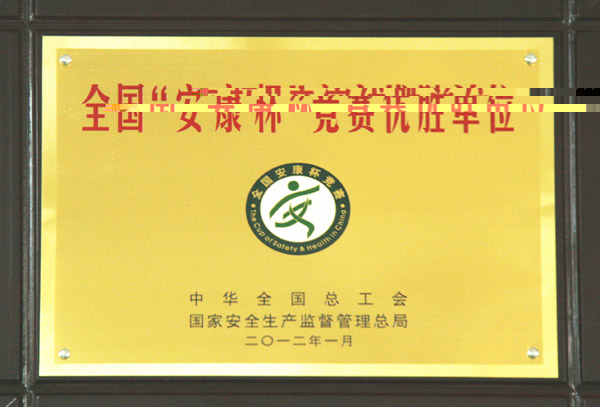 全国“安康杯”竞赛优胜单位
全国安康杯竞赛
the Cup of Safety & Health in China
中华全国总工会
国家安全生产监督管理总局
二〇一二年一月